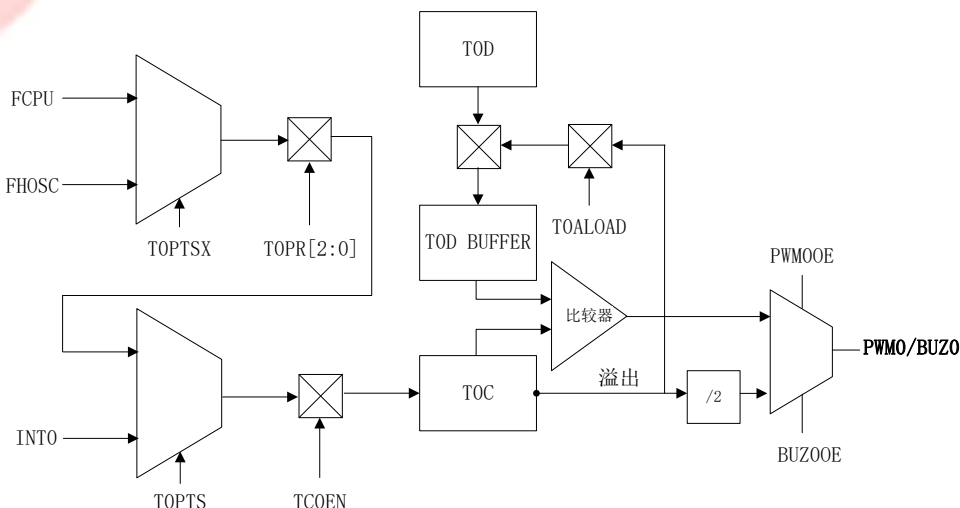 T0D
FCPU
FHOSC
T0PTSX
T0PR[2:0]
T0ALOAD
T0D BUFFER
PWM0OE
比较器
PWM0/BUZ0
溢出
T0C
/2
INT0
BUZ0OE
T0PTS
TC0EN